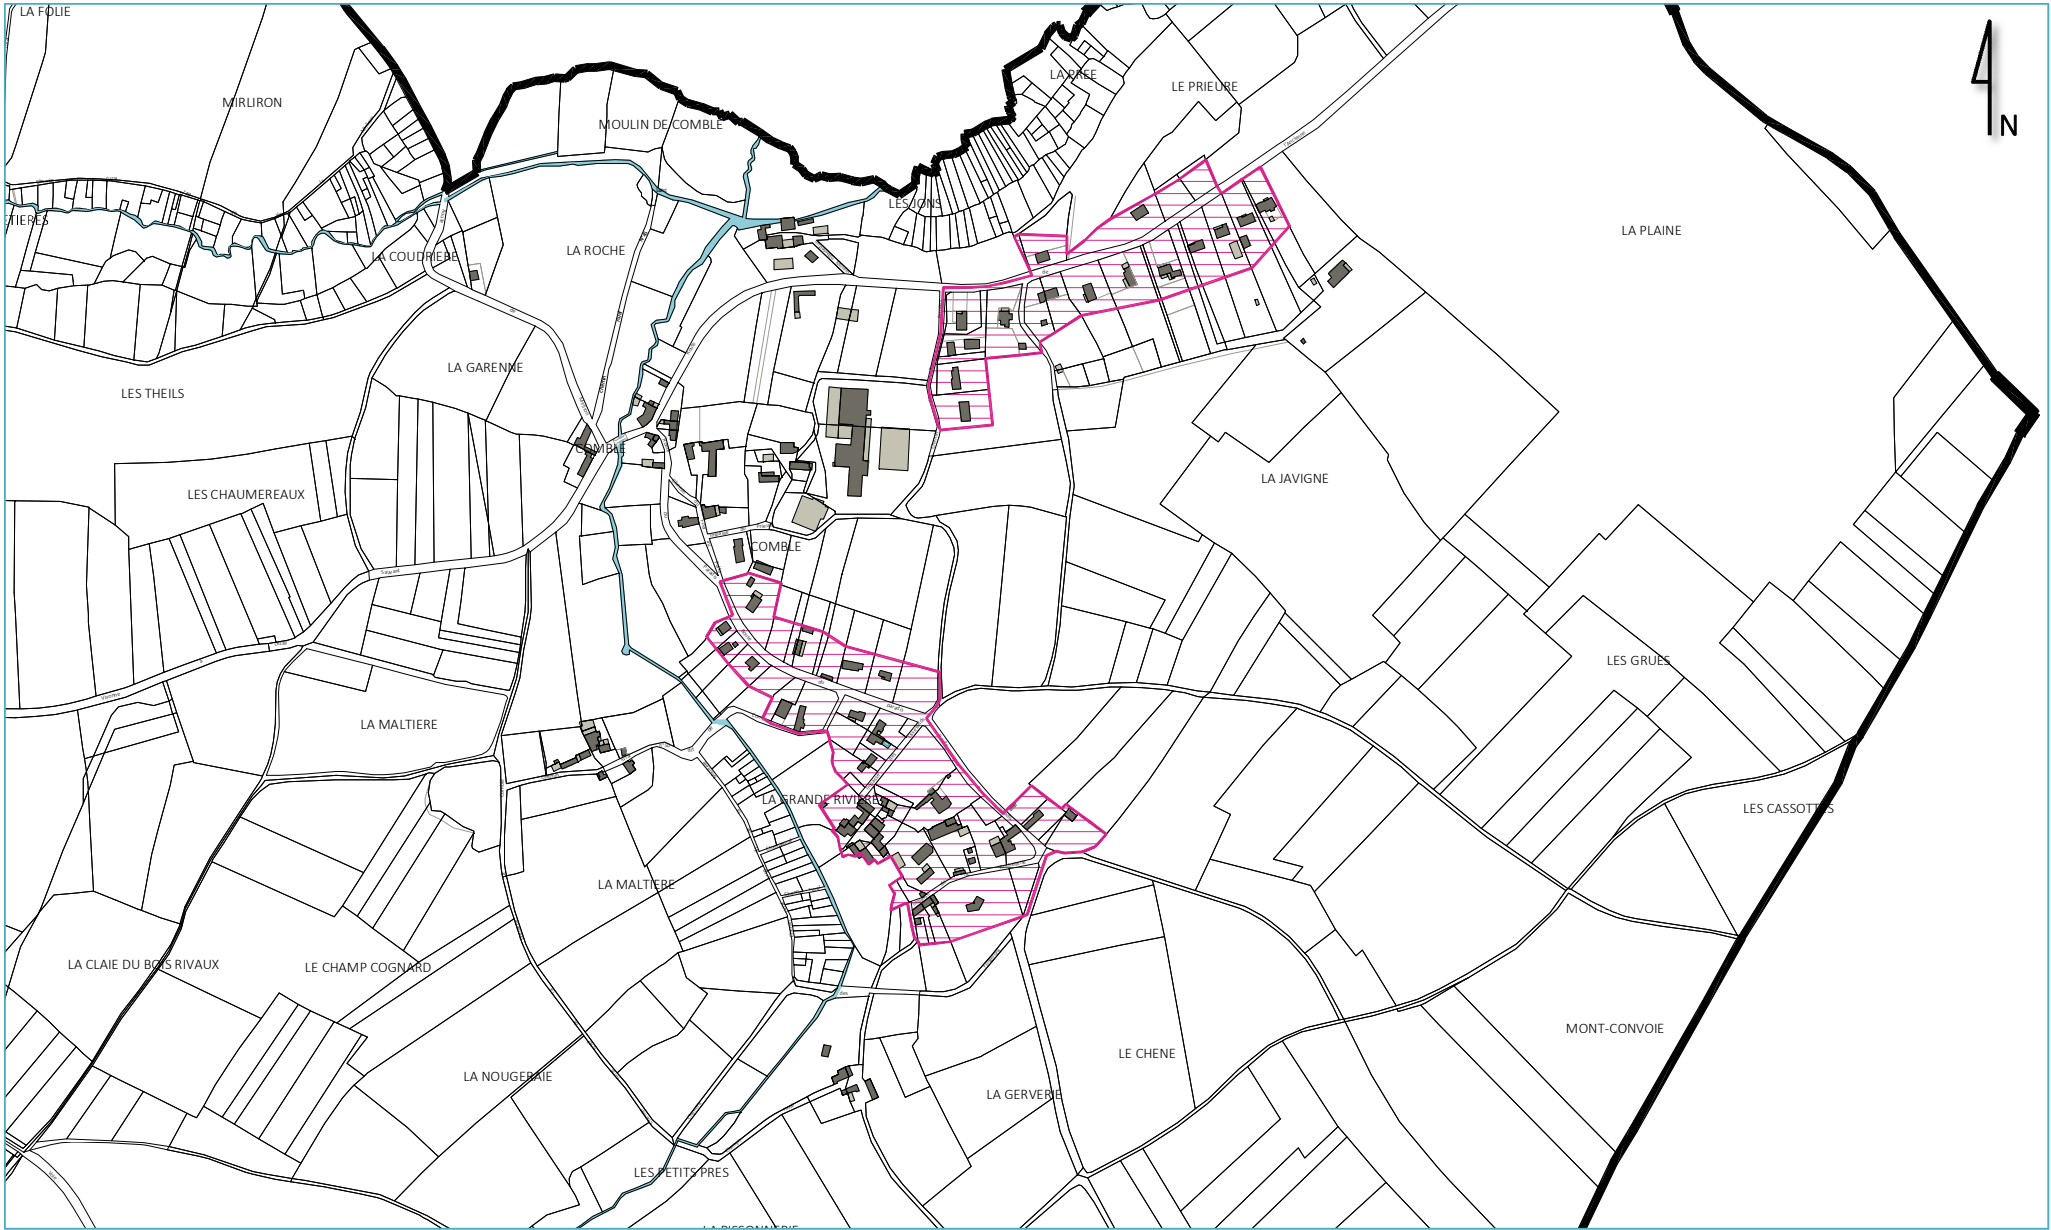 LA FOLIE
LA PREE
LE PRIEURE
MIRLIRON
MOULIN DE COMBLE
N
LES JONS
ETIERES
LA PLAINE
LA ROCHE
LA COUDRIERE
LA GARENNE
LES THEILS
COMBLE
LA JAVIGNE
LES CHAUMEREAUX
COMBLE
LES GRUES
LA MALTIERE
LA GRANDE RIVIERE
LES CASSOTTES
LA MALTIERE
LA CLAIE DU BOIS RIVAUX
LE CHAMP COGNARD
MONT-CONVOIE
LE CHENE
LA NOUGERAIE
LA GERVERIE
LES PETITS PRES
LA BISSONNERIE